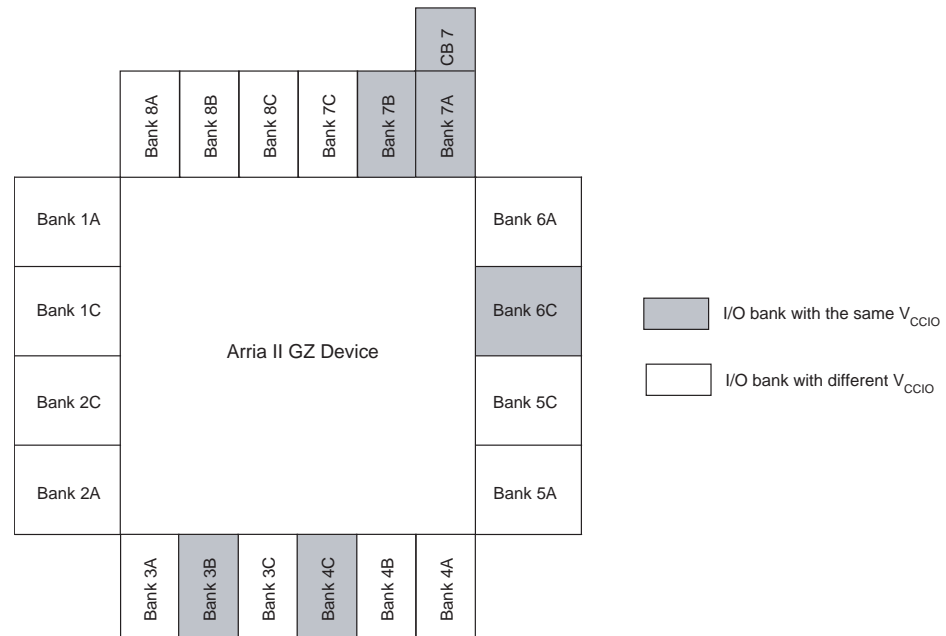 CB 7
Bank 8A
Bank 8B
Bank 8C
Bank 7C
Bank 7B
Bank 7A
Bank 1A
Bank 6A
Bank 1C
Bank 6C
I/O bank with the same VCCIO
Arria II GZ Device
I/O bank with different VCCIO
Bank 2C
Bank 5C
Bank 2A
Bank 5A
Bank 3A
Bank 3B
Bank 3C
Bank 4C
Bank 4B
Bank 4A